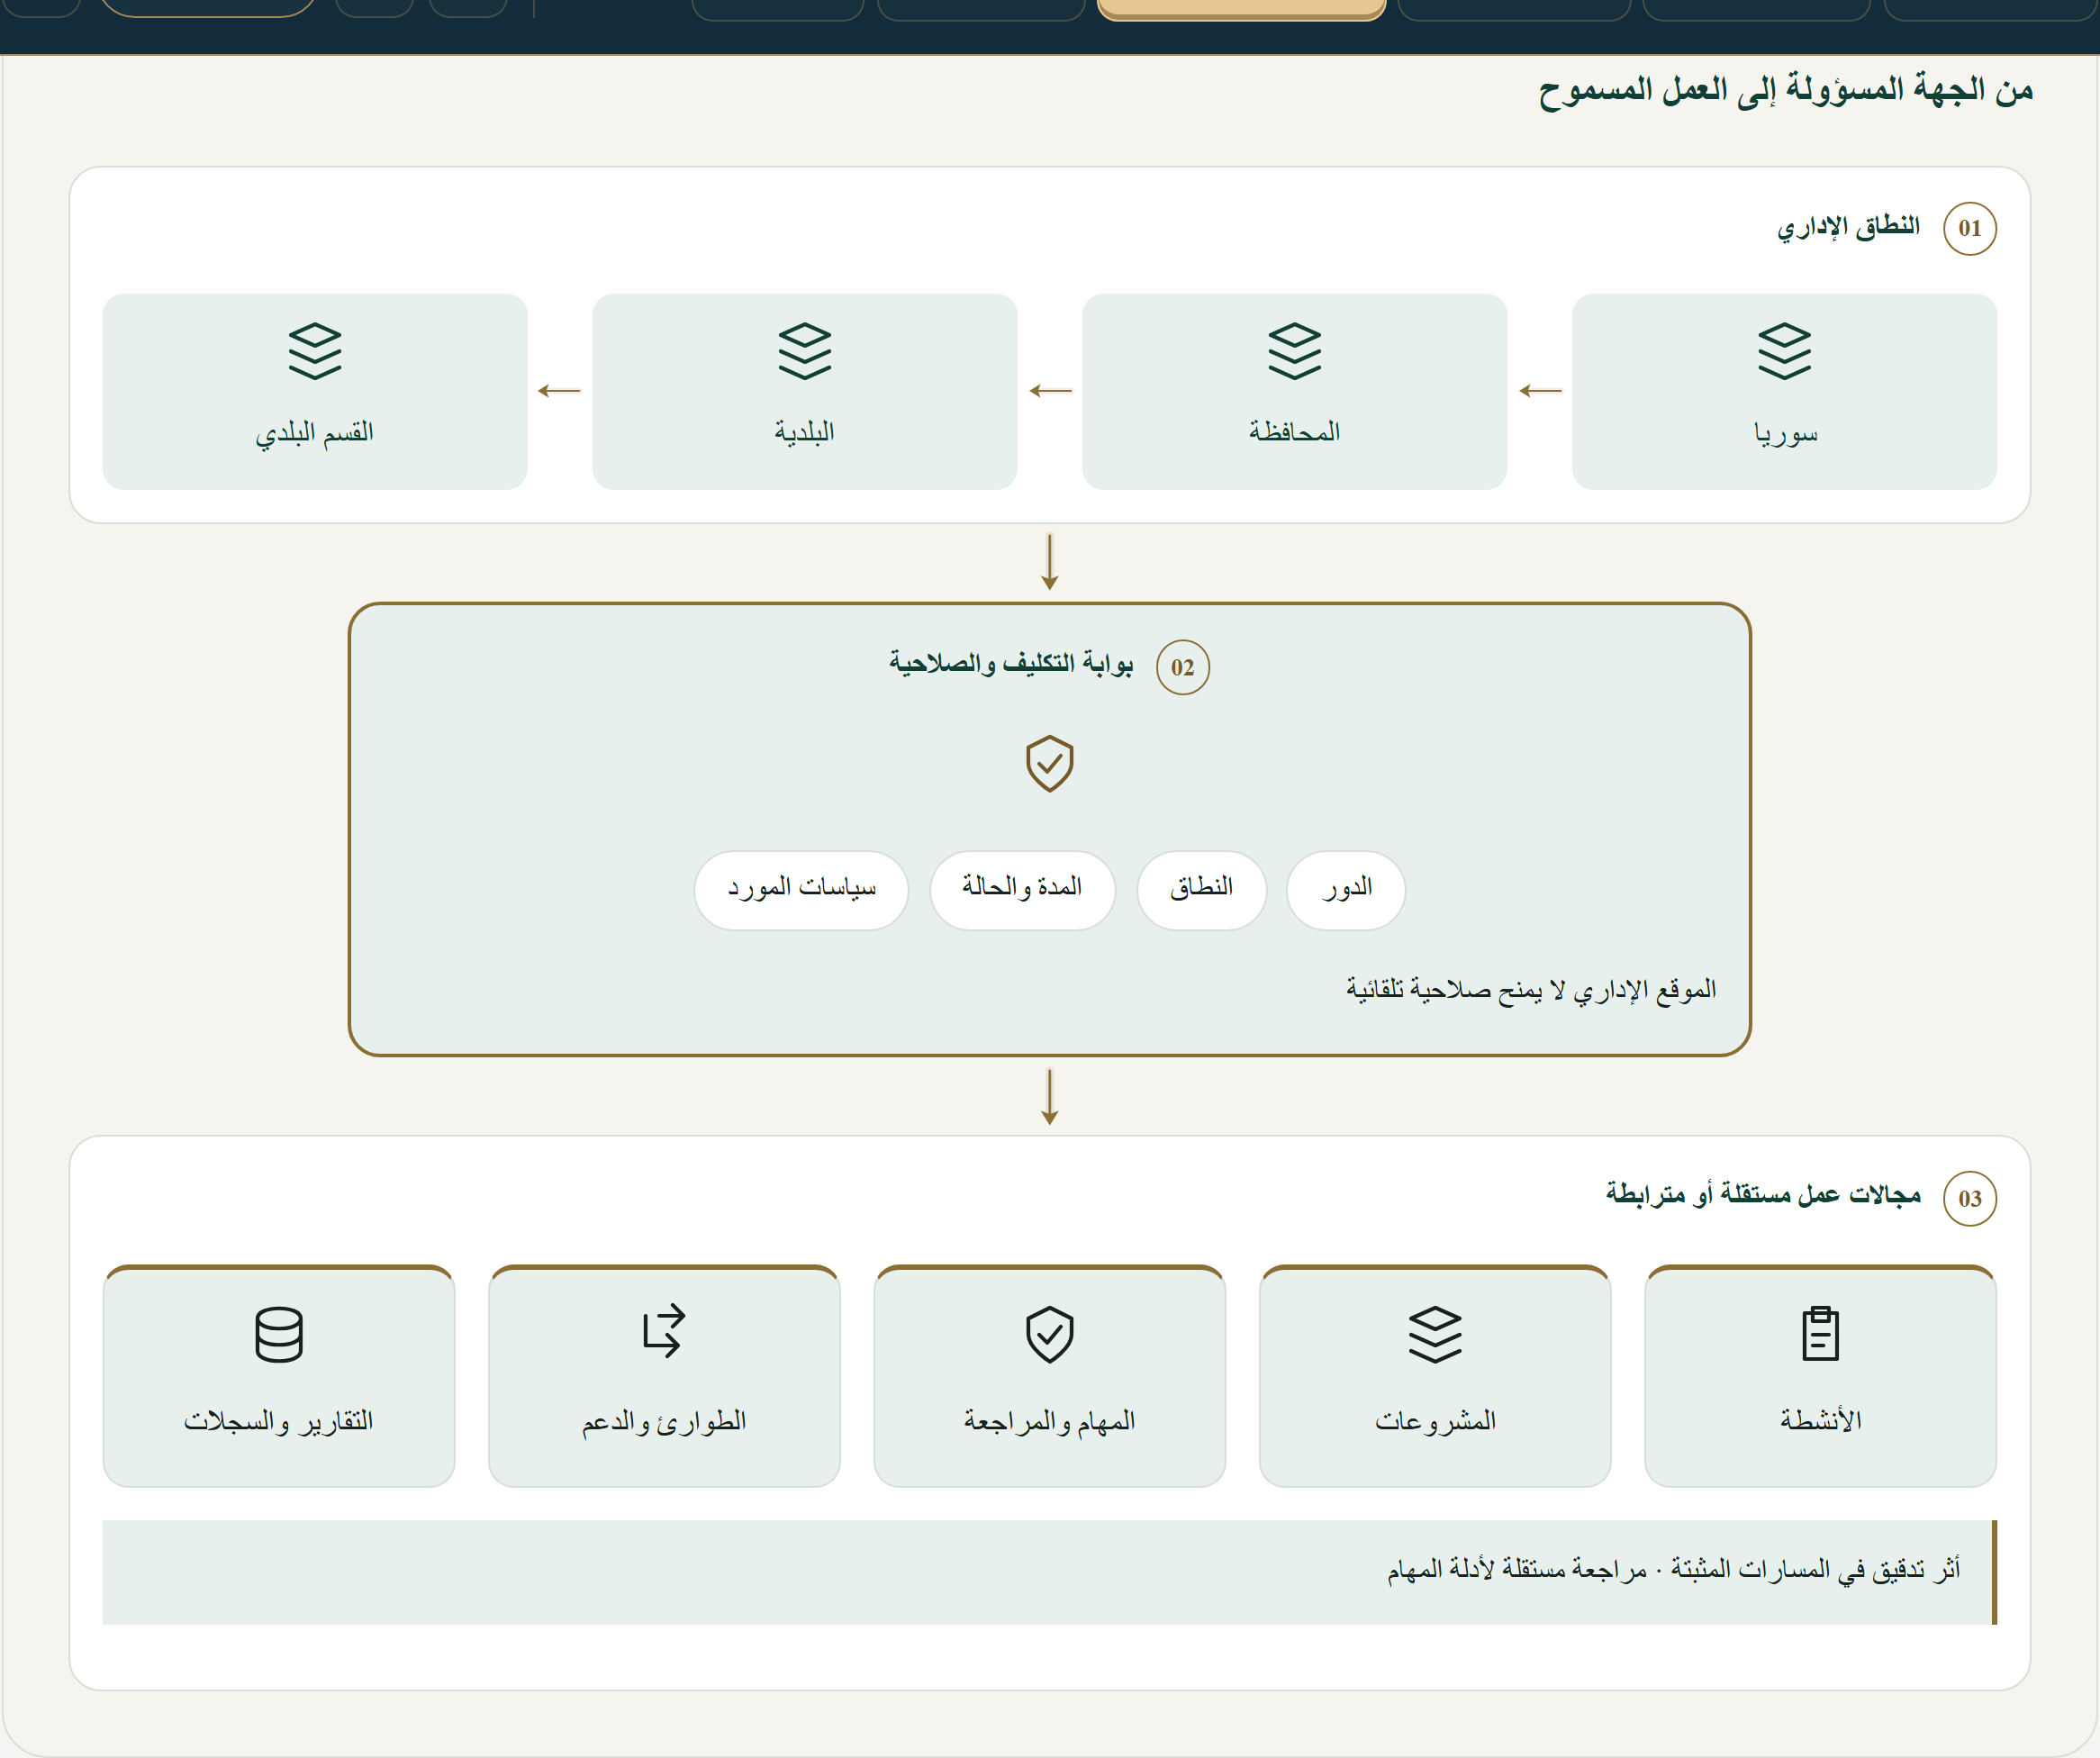 من الجهة المسؤولة إلى العمل المسموح
01 النطاق الإداري
سوريا
المحافظة
البلدية
القسم البلدي
02 بوابة التكليف والصلاحية
الدور
النطاق
المدة والحالة
سياسات المورد
الموقع الإداري لا يمنح صلاحية تلقائية
03 مجالات عمل مستقلة أو مترابطة
الأنشطة
المشروعات
المهام والمراجعة
الطوارئ والدعم
التقارير والسجلات
أثر تدقيق في المسارات المثبتة · مراجعة مستقلة لأدلة المهام